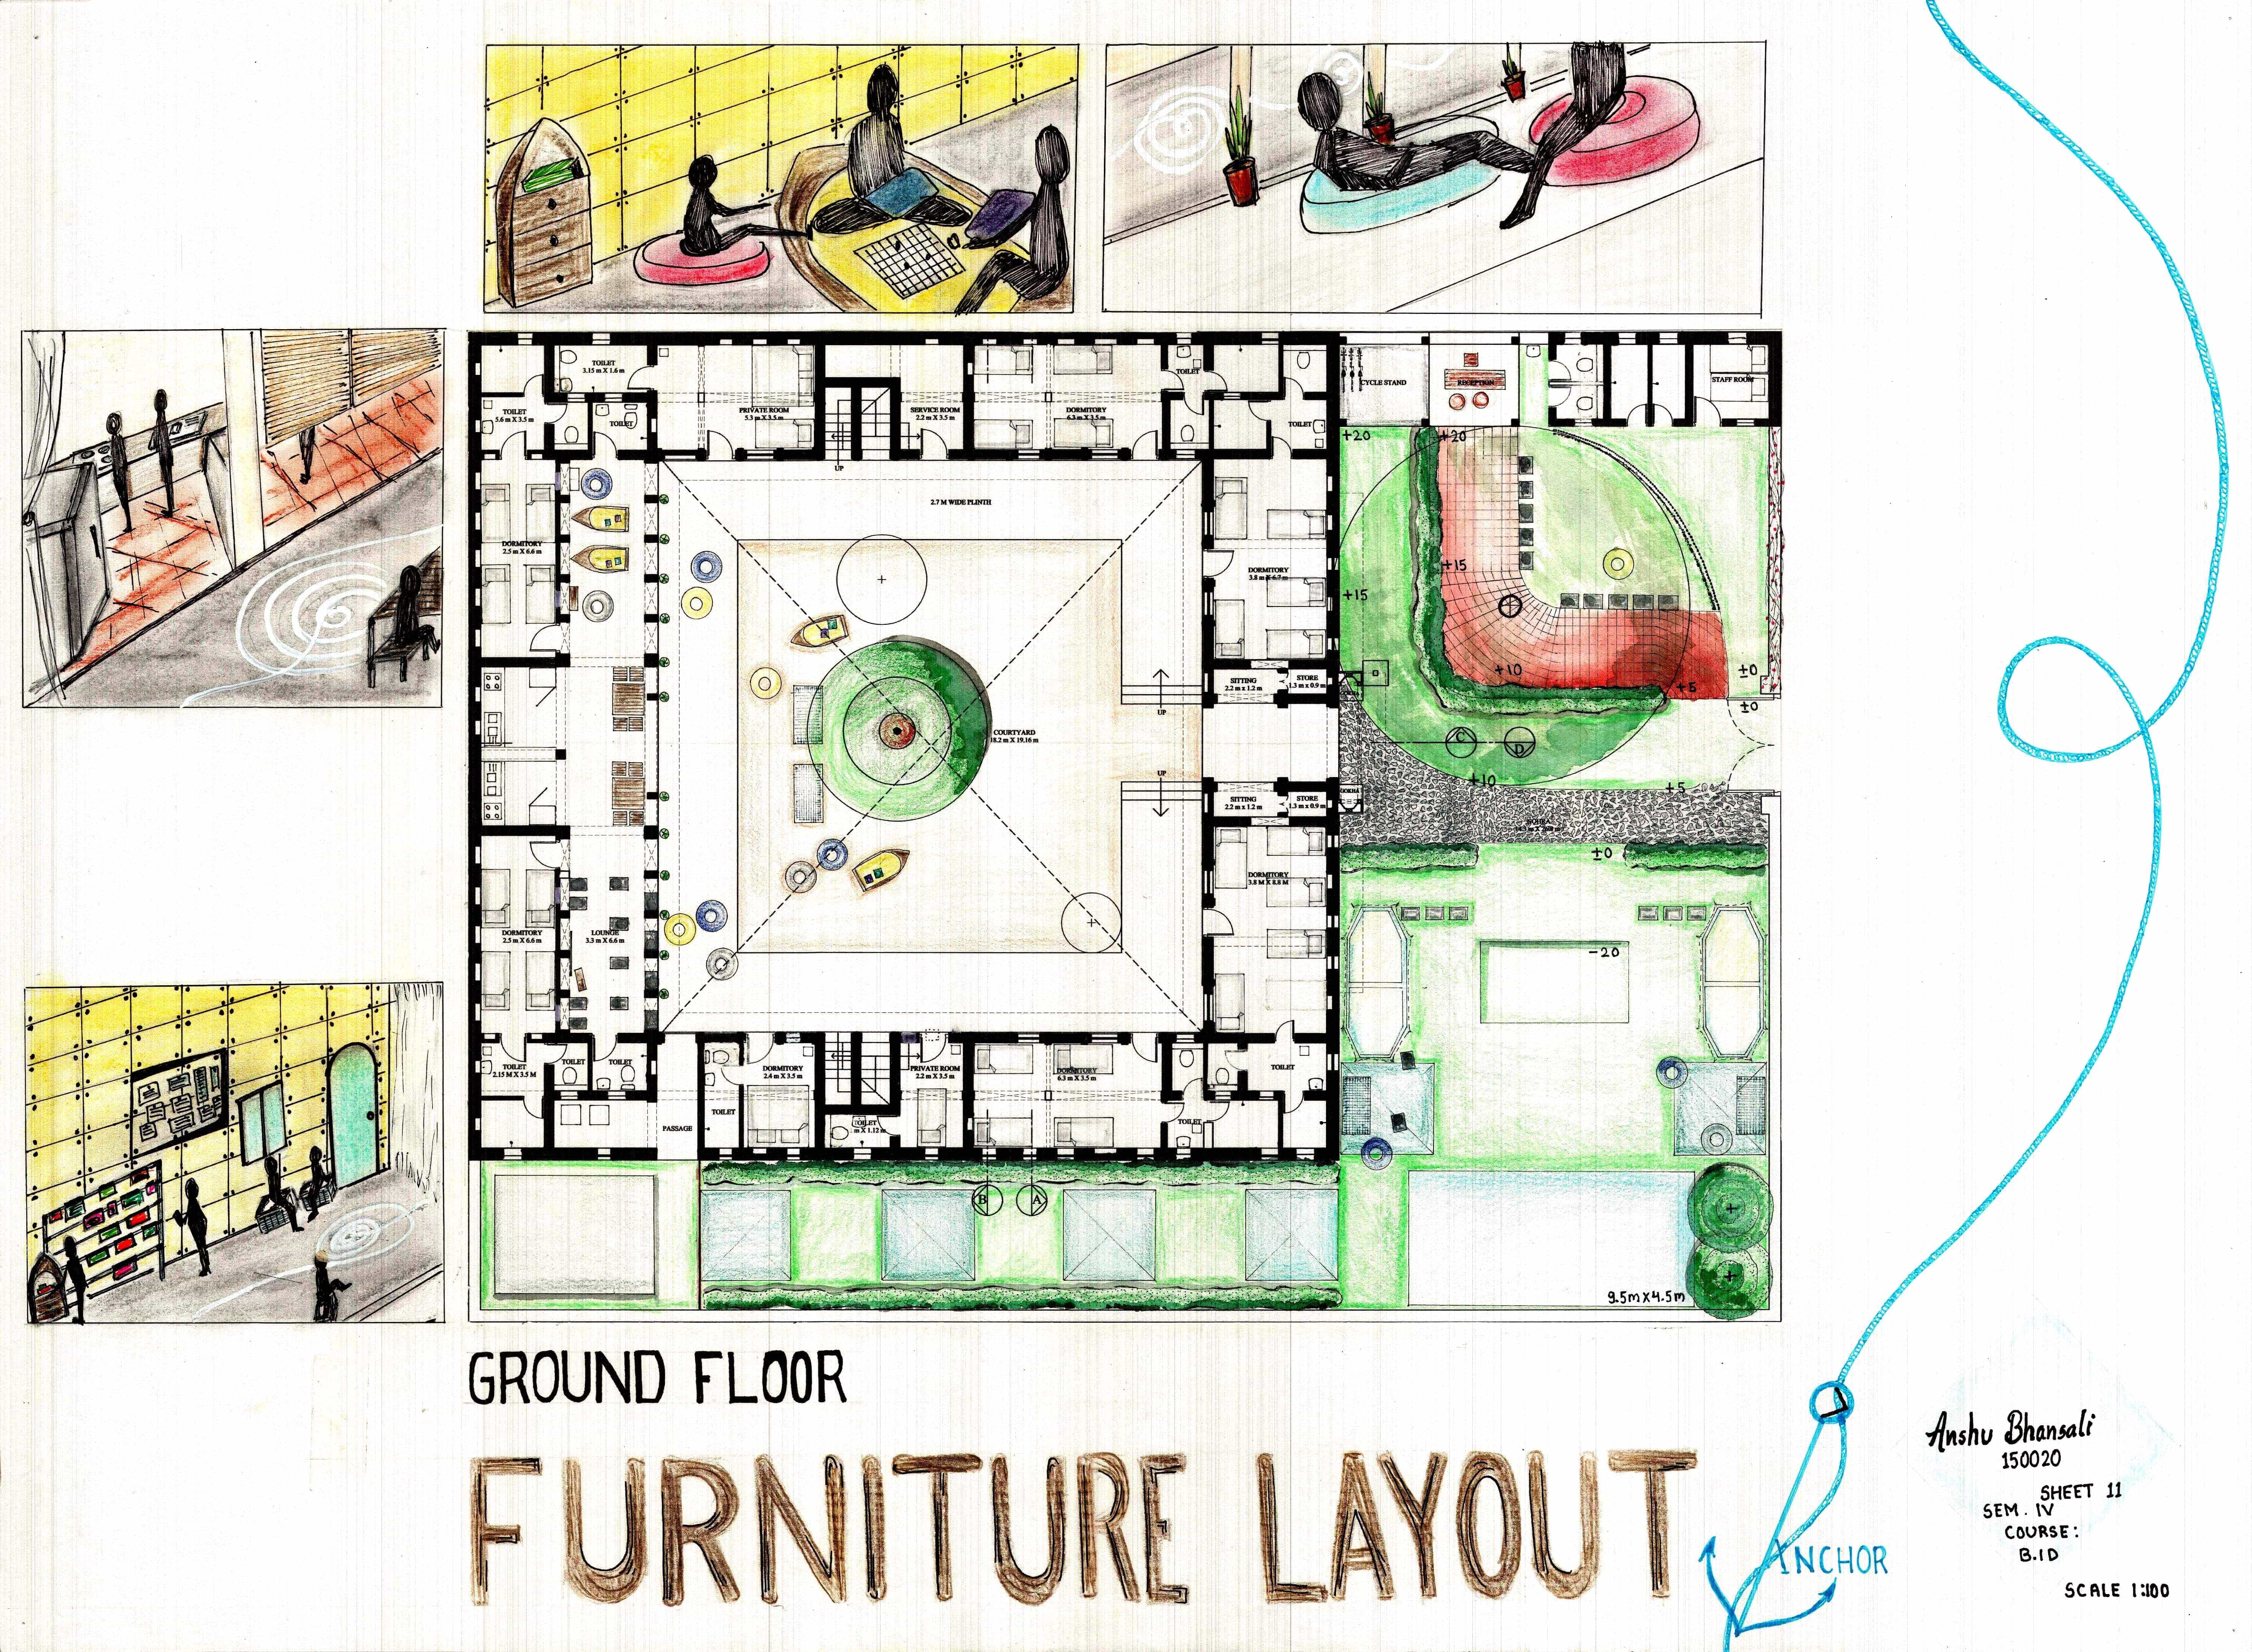 TOILET
3.15 m X 1.6 m
PRIVATE ROOM
5.3 m X 3.5 m
SERVICE ROOM
2.2 m X 3.5 m
DORMITORY
6.3 m X 3.5 m
TOILET
CYCLE STAND
RECEPTION
STAFF ROOM
TOILET
5.6 m X 3.5 m
TOILET
TOILET
UP
+20
+20
2.7 M WIDE PLINTH
DORMITORY
2.5 m X 6.6 m
DORMITORY
3.8 m X 6.7 m
+15
+15
+10
±0
SITTING
2.2 m x 1.2 m
STORE
1.3 m x 0.9 m
+5
±0
UP
COURTYARD
18.2 m X 19.16 m
C
D
UP
+10
+5
SITTING
2.2 m x 1.2 m
STORE
1.3 m x 0.9 m
±0
DORMITORY
3.8 M X 8.8 M
DORMITORY
2.5 m X 6.6 m
LOUNGE
3.3 m X 6.6 m
-20
TOILET
2.15 M X 3.5 M
TOILET
TOILET
DORMITORY
2.4 m X 3.5 m
PRIVATE ROOM
2.2 m X 3.5 m
DORMITORY
6.3 m X 3.5 m
TOILET
TOILET
PASSAGE
TOILET
m X 1.12 m
TOILET
B
A
9.5m X 4.5m
GROUND FLOOR
FURNITURE LAYOUT
ANCHOR
Anshu Bhansali
150020
SHEET 11
SEM. IV
COURSE:
B.ID
SCALE 1:100